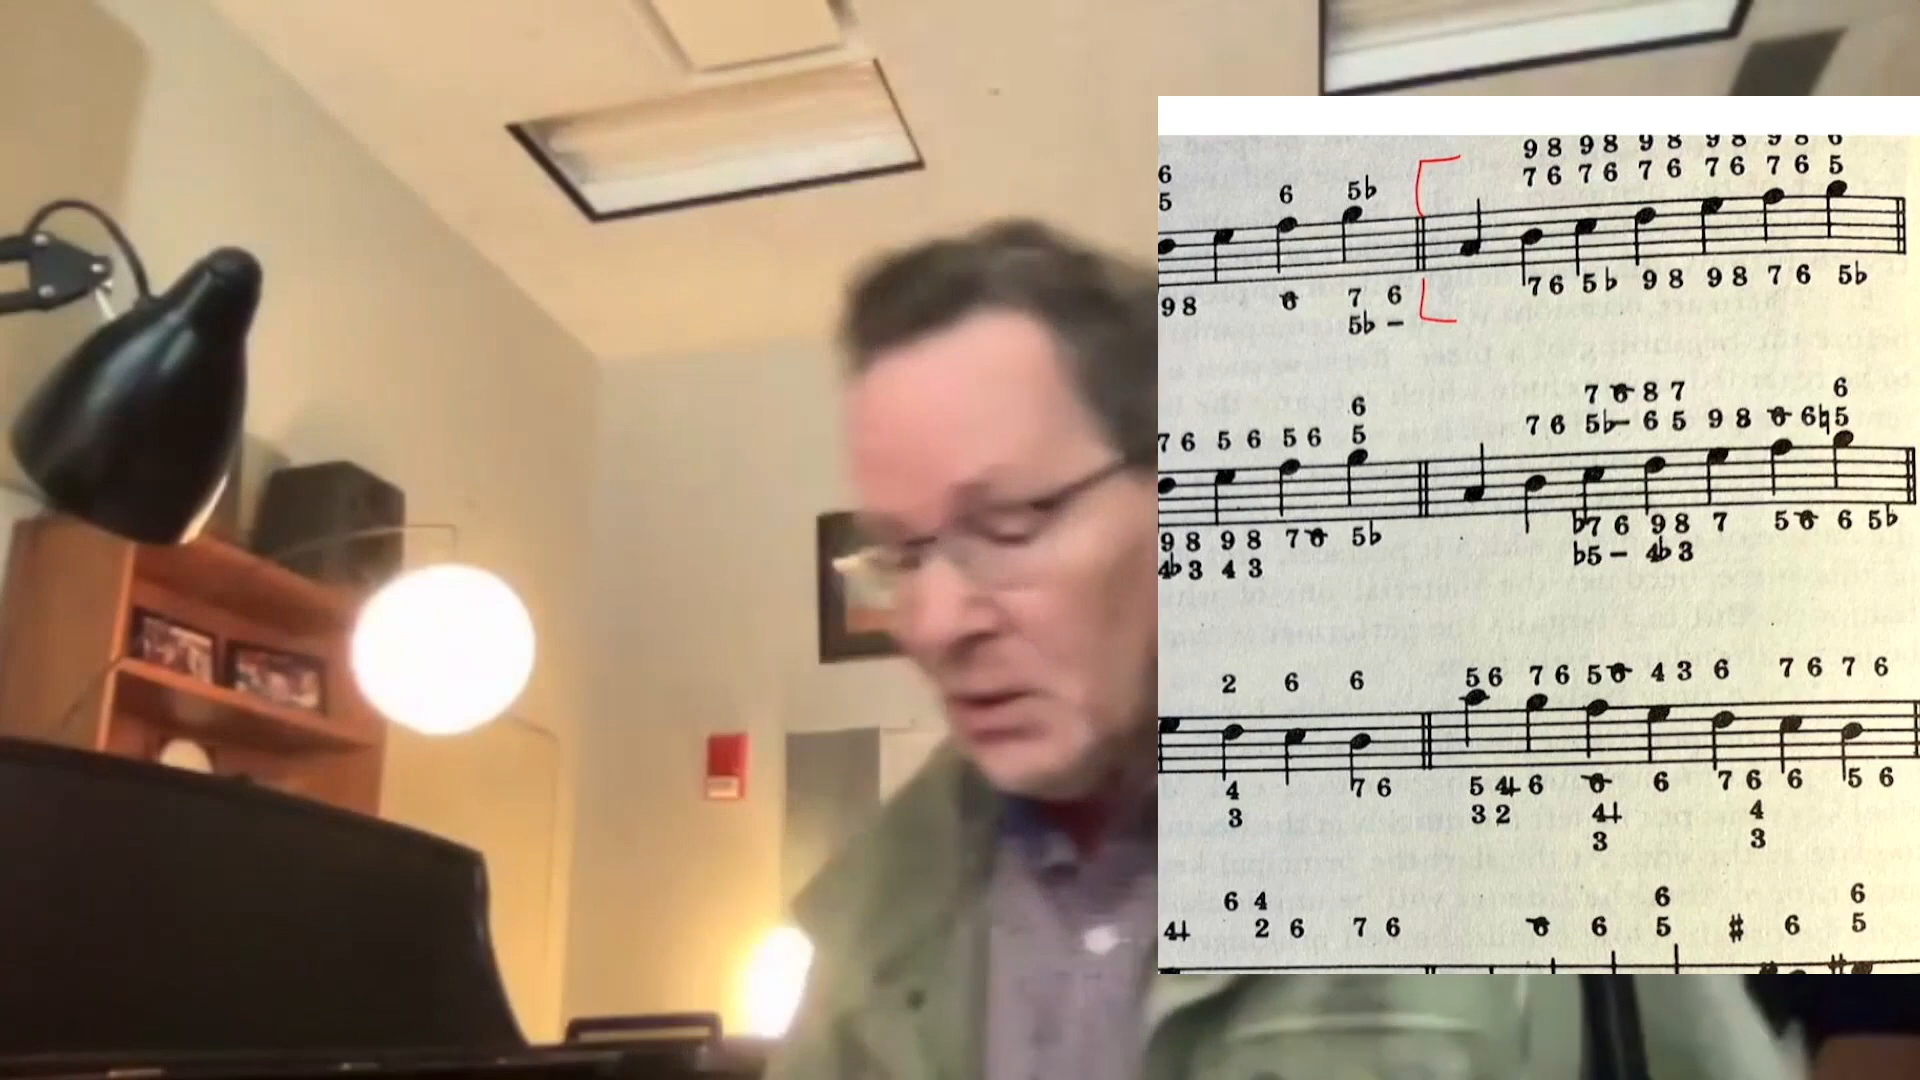 9 8 9 8 9 8 9 8 9 8 6
6 7 6 7 6 7 6 7 6 7 6 5
5 6 5♭
9 8 6 7 6 7 6 5♭ 9 8 9 8 7 6 5♭
5♭ –
7 6 8 7 6
6 7 6 5♭– 6 5 9 8 6 6♮5
7 6 5 6 5 6 5
9 8 9 8 7 6 5♭ ♭7 6 9 8 7 5 6 6 5♭
4♭3 4 3 ♭5 – 4♭3
2 6 6 5 6 7 6 5 6 4 3 6 7 6 7 6
4 7 6 5 4+ 6 6 6 7 6 6 5 6
3 3 2 4+ 4
3 3
6 4 6 6
4+ 2 6 7 6 6 6 5 # 6 5